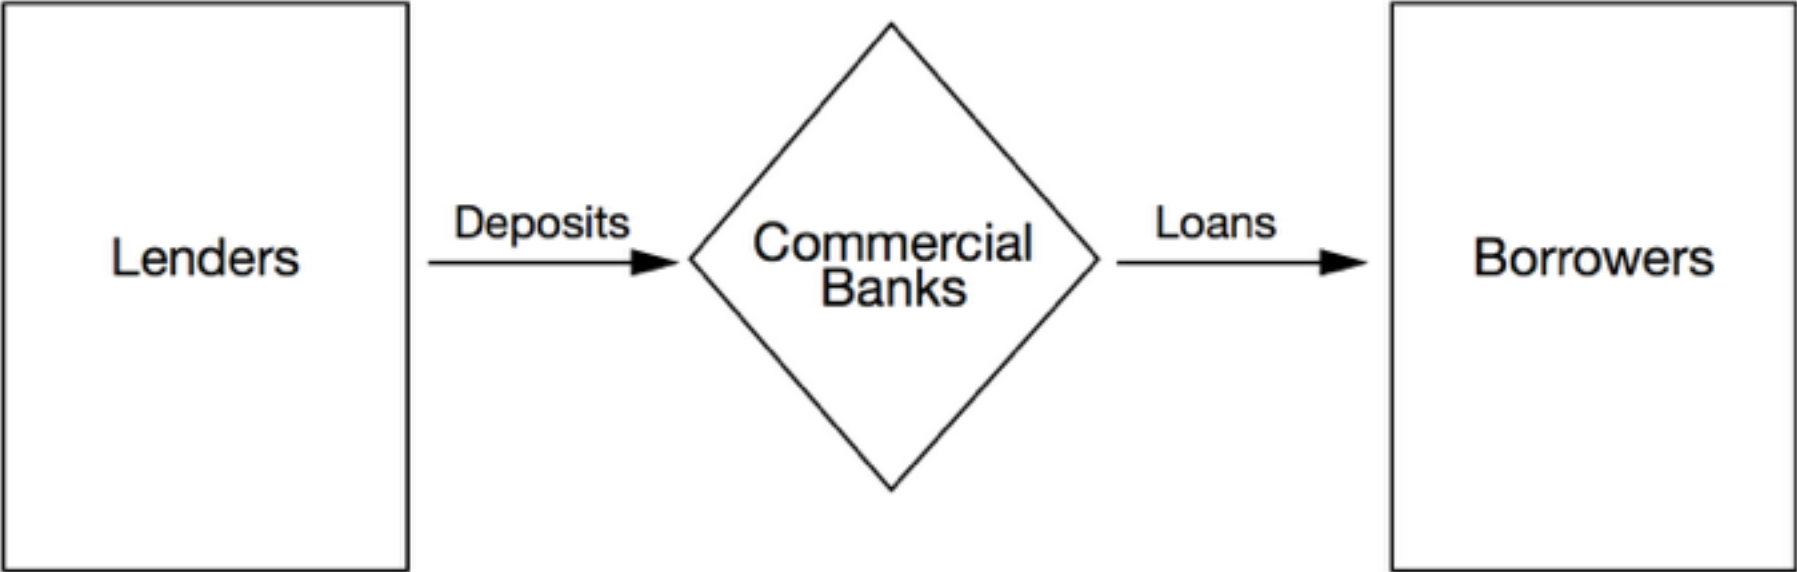 Lenders
Deposits
Commercial
Banks
Loans
Borrowers